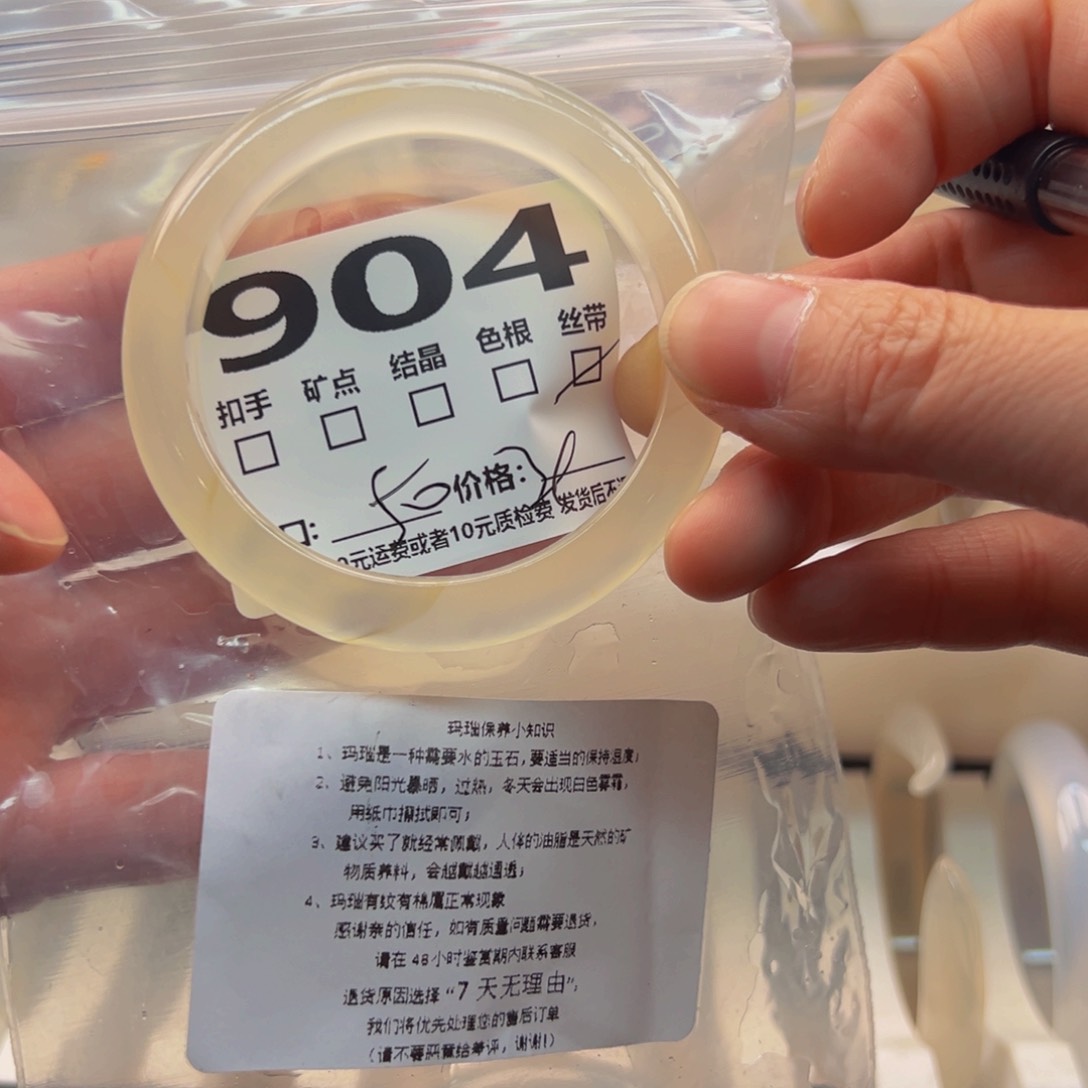 904
扣手 矿点 结晶 色根 丝带
口: 50 价格:
元运费或者10元质检费 发货后不
玛瑙保养小知识
1、玛瑙是一种需要水的玉石,要适当的保持湿度;
2、避免阳光暴晒,过热,冬天会出现白色雾霜,
用纸巾擦拭即可;
3、建议买了就经常佩戴,人体的油脂是天然的矿
物质养料,会越戴越通透;
4、玛瑙有纹有棉属正常现象
感谢亲的信任,如有质量问题需要退货,
请在 48小时鉴赏期内联系客服
退货原因选择“7 天无理由”,
我们将优先处理您的售后订单
(请不要恶意给差评,谢谢!)